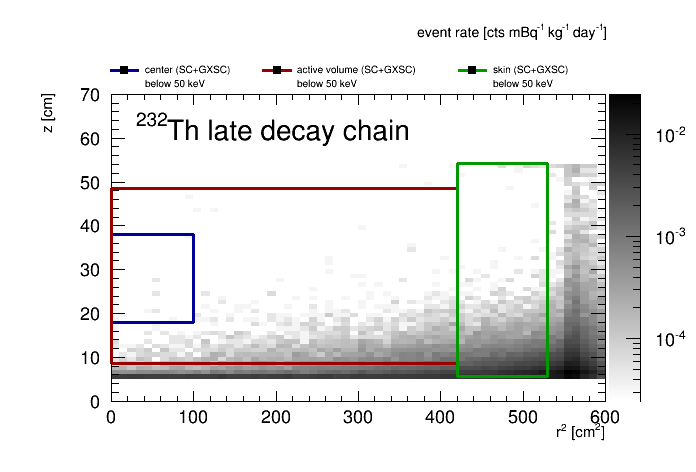 event rate [cts mBq⁻¹ kg⁻¹ day⁻¹]
center (SC+GXSC)
below 50 keV
active volume (SC+GXSC)
below 50 keV
skin (SC+GXSC)
below 50 keV
z [cm]
²³²Th late decay chain
70
60
50
40
30
20
10
0
0 100 200 300 400 500 600
r² [cm²]
10⁻²
10⁻³
10⁻⁴